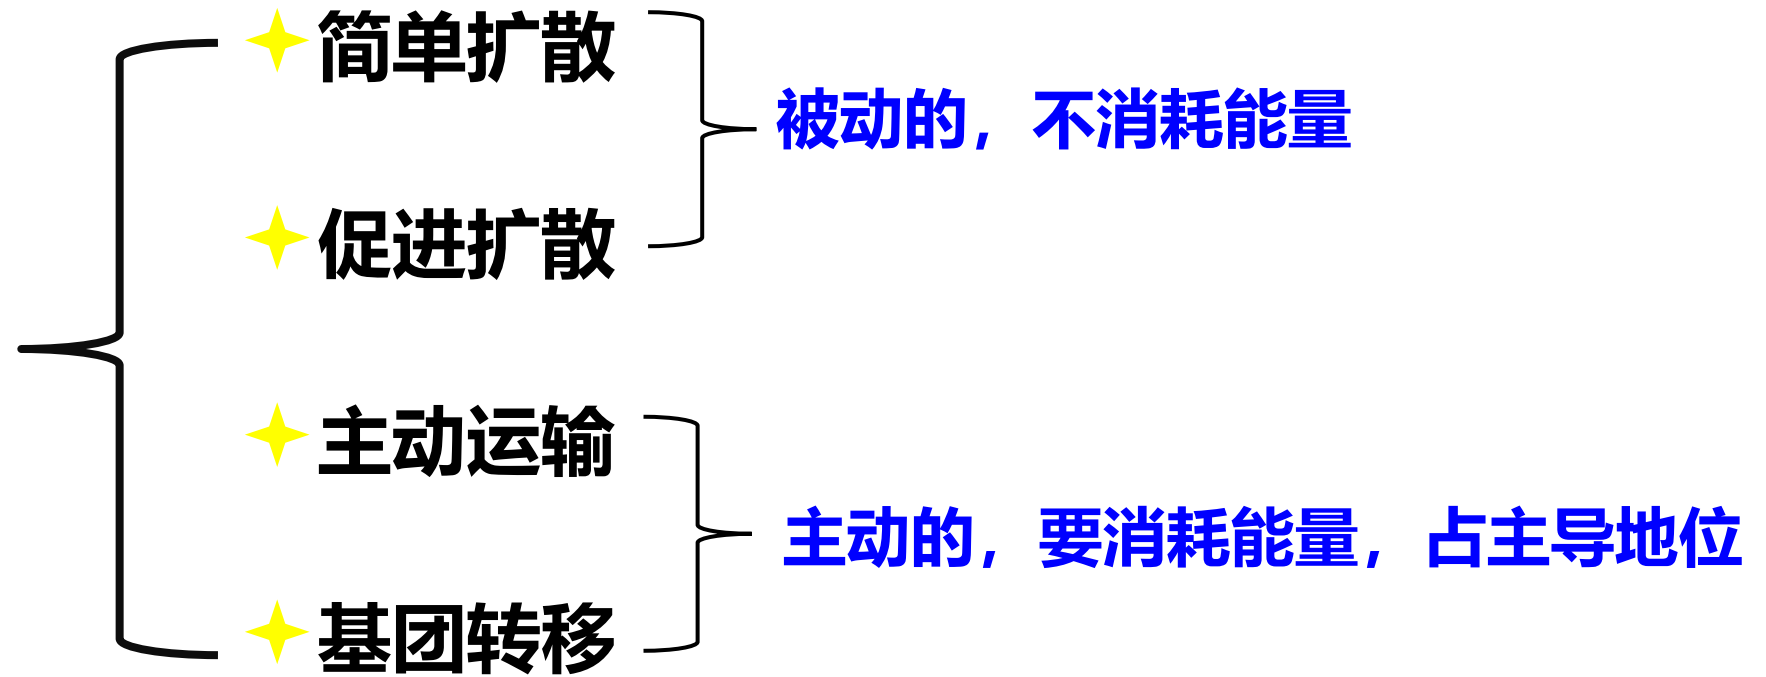 简单扩散
被动的，不消耗能量
促进扩散
主动运输
主动的，要消耗能量，占主导地位
基团转移